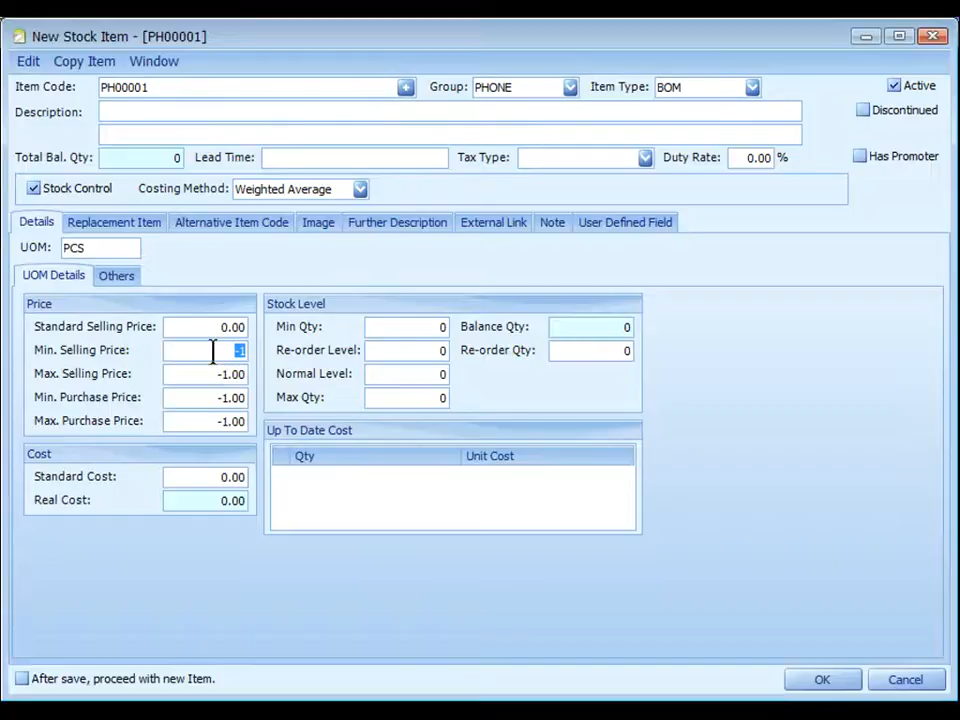 New Stock Item - [PH00001]
Edit Copy Item Window
Item Code: PH00001 Group: PHONE Item Type: BOM Active
Description: Discontinued
Total Bal. Qty: 0 Lead Time: Tax Type: Duty Rate: 0.00 % Has Promoter
Stock Control Costing Method: Weighted Average
Details Replacement Item Alternative Item Code Image Further Description External Link Note User Defined Field
UOM: PCS
UOM Details Others
Price
Standard Selling Price: 0.00
Min. Selling Price: -1
Max. Selling Price: -1.00
Min. Purchase Price: -1.00
Max. Purchase Price: -1.00
Cost
Standard Cost: 0.00
Real Cost: 0.00
Stock Level
Min Qty: 0 Balance Qty: 0
Re-order Level: 0 Re-order Qty: 0
Normal Level: 0
Max Qty: 0
Up To Date Cost
Qty Unit Cost
After save, proceed with new Item. OK Cancel